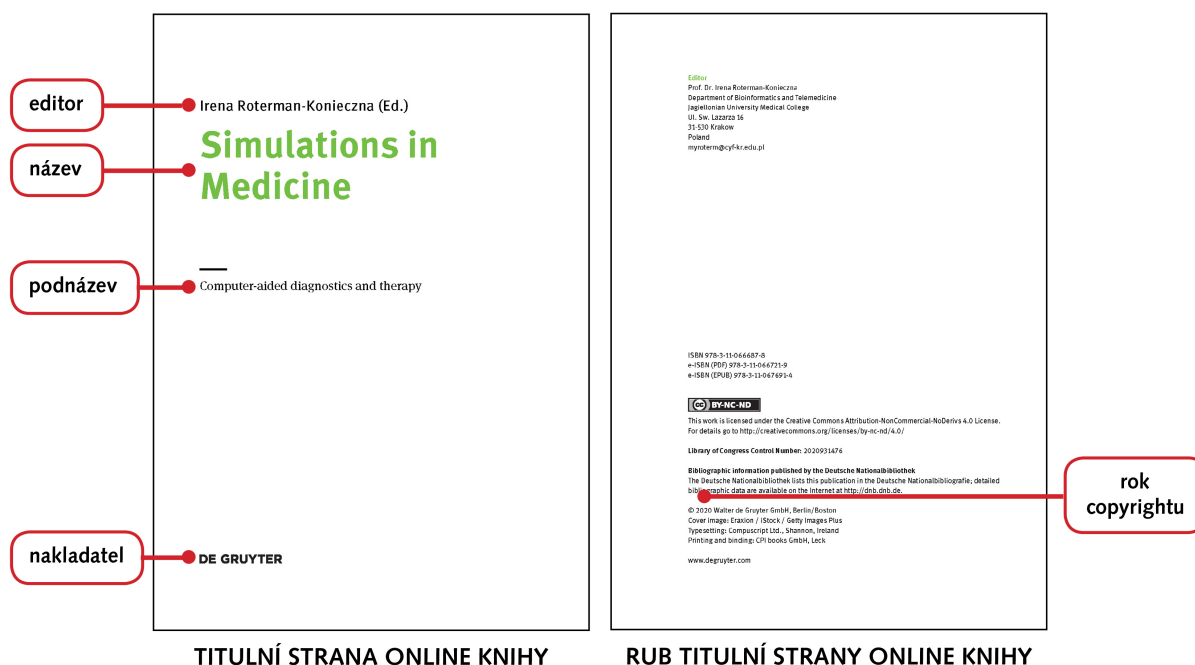 editor
Irena Roterman-Konieczna (Ed.)
název
Simulations in
Medicine
podnázev
Computer-aided diagnostics and therapy
nakladatel
DE GRUYTER
TITULNÍ STRANA ONLINE KNIHY
Editor
Prof. Dr. Irena Roterman-Konieczna
Department of Bioinformatics and Telemedicine
Jagiellonian University Medical College
Ul. Sw. Lazarza 16
31-530 Krakow
Poland
myroterm@cyf-kr.edu.pl
ISBN 978-3-11-066687-8
e-ISBN (PDF) 978-3-11-066721-9
e-ISBN (EPUB) 978-3-11-067691-4
cc BY-NC-ND
This work is licensed under the Creative Commons Attribution-NonCommercial-NoDerivs 4.0 License.
For details go to http://creativecommons.org/licenses/by-nc-nd/4.0/
Library of Congress Control Number: 2020931476
Bibliographic information published by the Deutsche Nationalbibliothek
The Deutsche Nationalbibliothek lists this publication in the Deutsche Nationalbibliografie; detailed
bibliographic data are available on the Internet at http://dnb.dnb.de.
rok
copyrightu
© 2020 Walter de Gruyter GmbH, Berlin/Boston
Cover image: Eraxion / iStock / Getty Images Plus
Typesetting: Compuscript Ltd., Shannon, Ireland
Printing and binding: CPI books GmbH, Leck
www.degruyter.com
RUB TITULNÍ STRANY ONLINE KNIHY